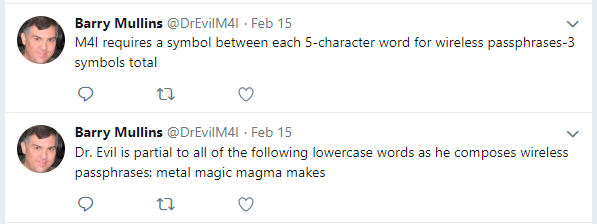 Barry Mullins @DrEvilM4I · Feb 15
M4I requires a symbol between each 5-character word for wireless passphrases-3
symbols total
Barry Mullins @DrEvilM4I · Feb 15
Dr. Evil is partial to all of the following lowercase words as he composes wireless
passphrases: metal magic magma makes